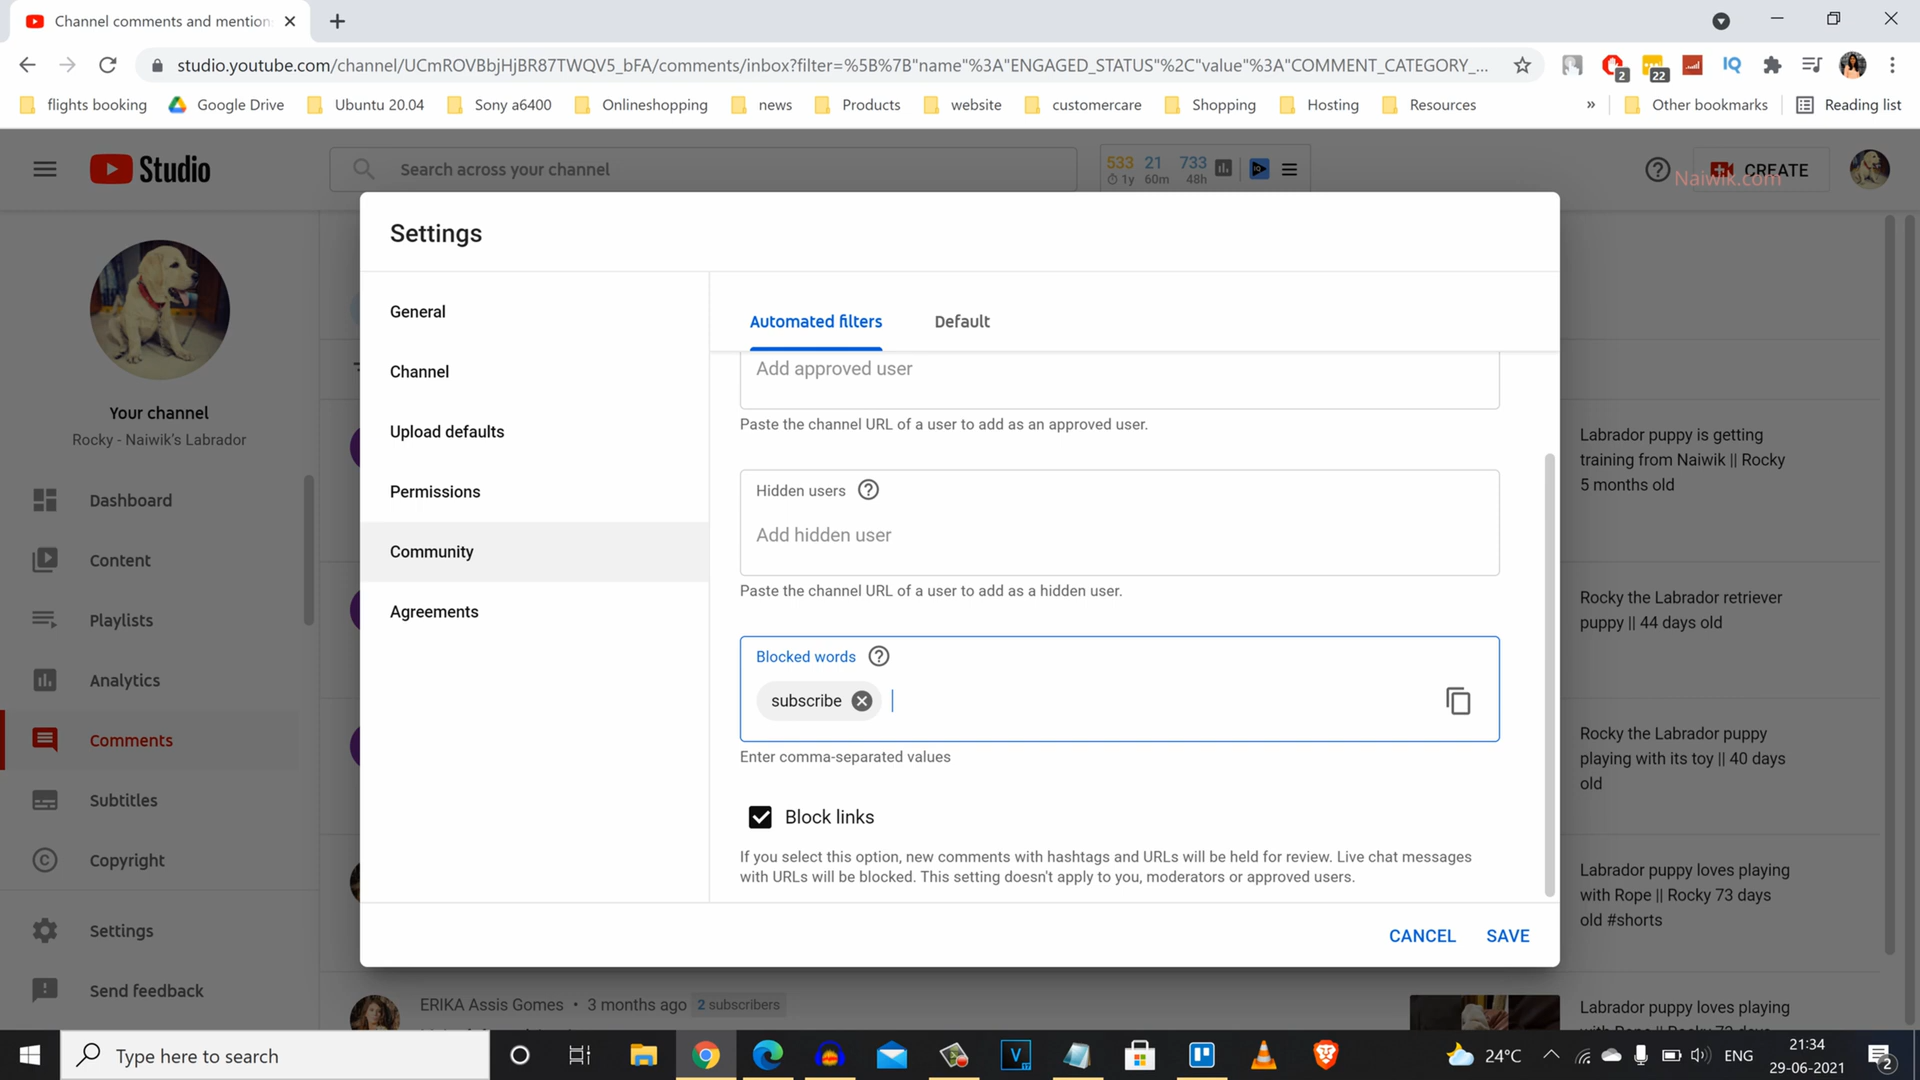 Channel comments and mention
studio.youtube.com/channel/UCmROVBbjHjBR87TWQV5_bFA/comments/inbox?filter=%5B%7B"name"%3A"ENGAGED_STATUS"%2C"value"%3A"COMMENT_CATEGORY_...
2
22
IQ
flights booking
Google Drive
Ubuntu 20.04
Sony a6400
Onlineshopping
news
Products
website
customercare
Shopping
Hosting
Resources
»
Other bookmarks
Reading list
Studio
Search across your channel
533 21 733
1y 60m 48h
CREATE
Naiwik.com
Your channel
Rocky - Naiwik's Labrador
Dashboard
Content
Playlists
Analytics
Comments
Subtitles
Copyright
Settings
Send feedback
Settings
General
Channel
Upload defaults
Permissions
Community
Agreements
Automated filters
Default
Add approved user
Paste the channel URL of a user to add as an approved user.
Hidden users
Add hidden user
Paste the channel URL of a user to add as a hidden user.
Blocked words
subscribe
Enter comma-separated values
Block links
If you select this option, new comments with hashtags and URLs will be held for review. Live chat messages
with URLs will be blocked. This setting doesn't apply to you, moderators or approved users.
CANCEL
SAVE
Labrador puppy is getting
training from Naiwik || Rocky
5 months old
Rocky the Labrador retriever
puppy || 44 days old
Rocky the Labrador puppy
playing with its toy || 40 days
old
Labrador puppy loves playing
with Rope || Rocky 73 days
old #shorts
ERIKA Assis Gomes • 3 months ago
2 subscribers
Labrador puppy loves playing
Type here to search
24°C
ENG
21:34
29-06-2021
2